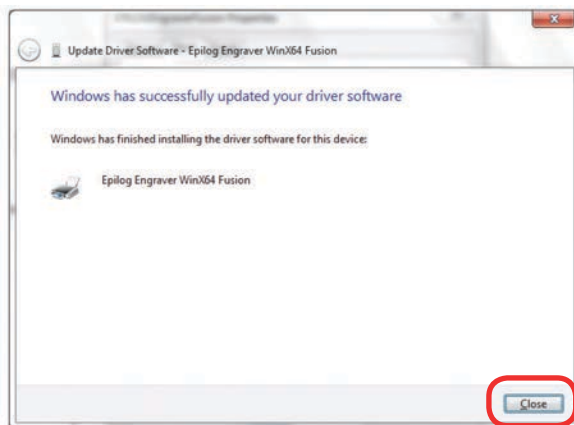 Update Driver Software - Epilog Engraver WinX64 Fusion
Windows has successfully updated your driver software
Windows has finished installing the driver software for this device:
Epilog Engraver WinX64 Fusion
Close